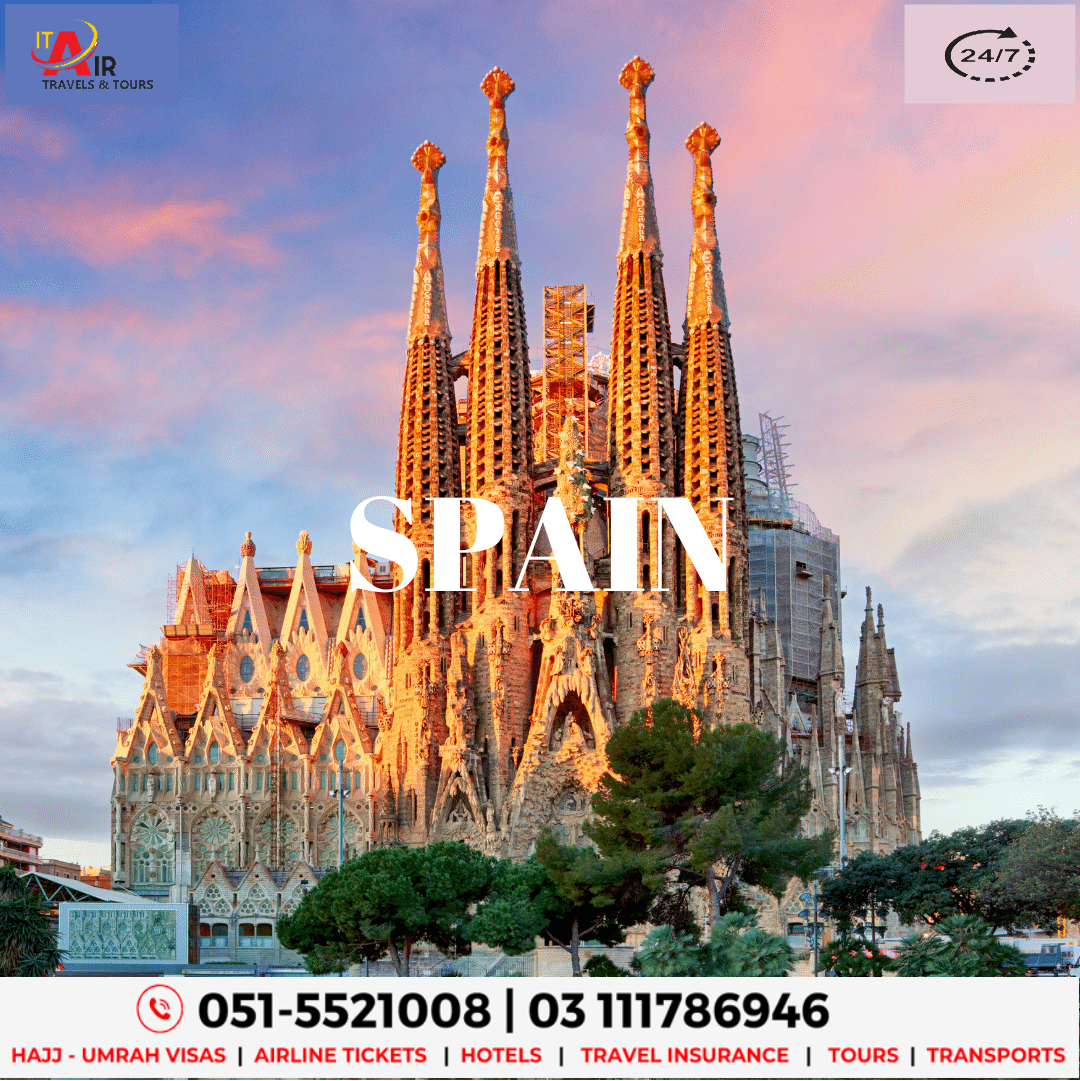 IT
AIR
TRAVELS & TOURS
24/7
SPAIN
051-5521008 | 03 111786946
HAJJ - UMRAH VISAS | AIRLINE TICKETS | HOTELS | TRAVEL INSURANCE | TOURS | TRANSPORTS